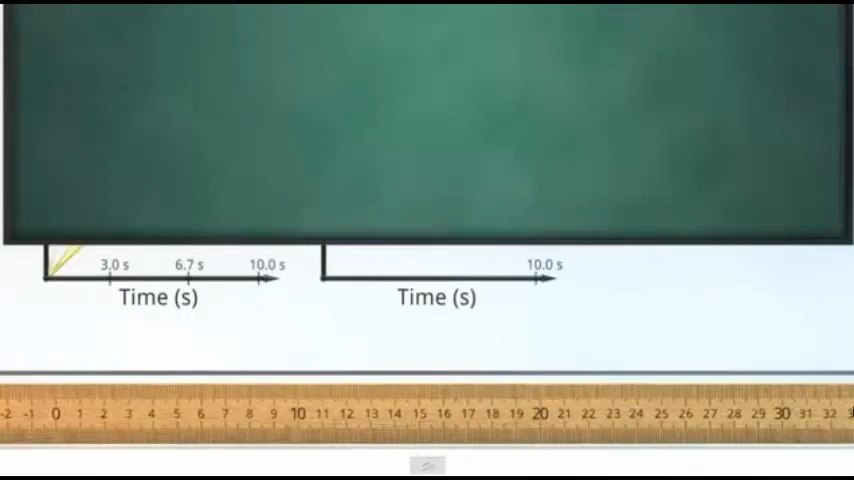 3.0 s 6.7 s 10.0 s 10.0 s
Time (s) Time (s)
-2 -1 0 1 2 3 4 5 6 7 8 9 10 11 12 13 14 15 16 17 18 19 20 21 22 23 24 25 26 27 28 29 30 31 32